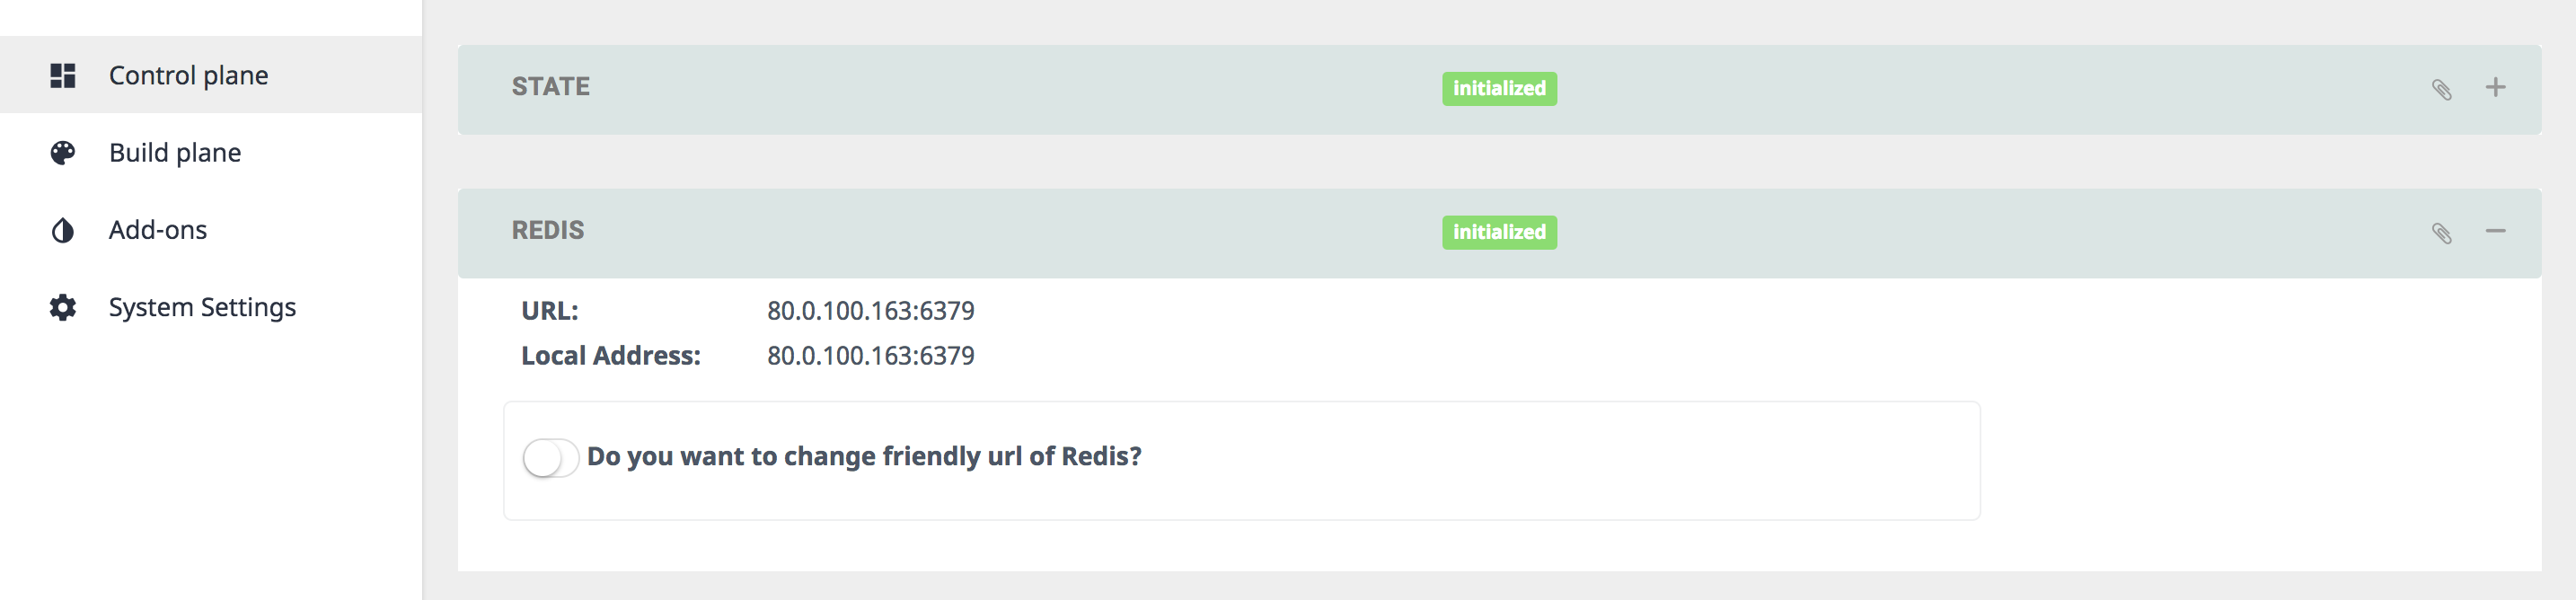 Control plane
Build plane
Add-ons
System Settings
STATE initialized
REDIS initialized
URL: 80.0.100.163:6379
Local Address: 80.0.100.163:6379
Do you want to change friendly url of Redis?